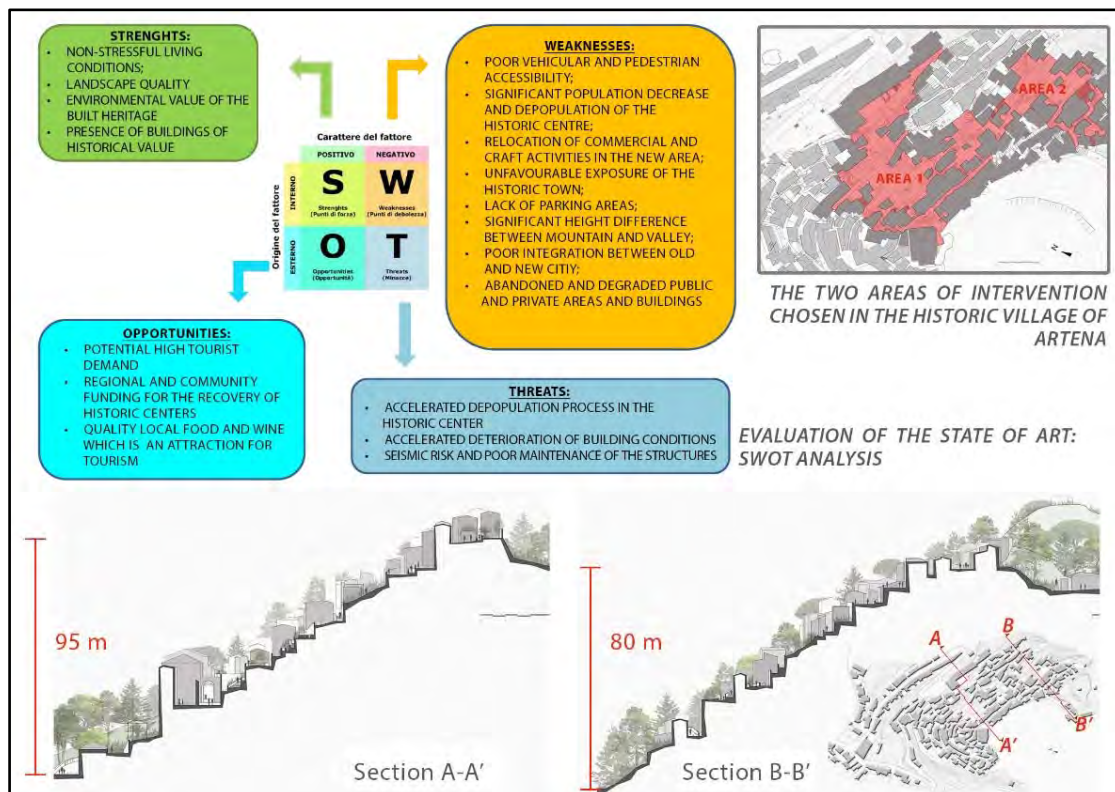 STRENGHTS:
• NON-STRESSFUL LIVING
CONDITIONS;
• LANDSCAPE QUALITY
• ENVIRONMENTAL VALUE OF THE
BUILT HERITAGE
• PRESENCE OF BUILDINGS OF
HISTORICAL VALUE
Carattere del fattore
POSITIVO NEGATIVO
Origine del fattore
INTERNO
S
Strenghts
(Punti di forza)
W
Weaknesses
(Punti di debolezza)
ESTERNO
O
Opportunities
(Opportunità)
T
Threats
(Minacce)
WEAKNESSES:
• POOR VEHICULAR AND PEDESTRIAN
ACCESSIBILITY;
• SIGNIFICANT POPULATION DECREASE
AND DEPOPULATION OF THE
HISTORIC CENTRE;
• RELOCATION OF COMMERCIAL AND
CRAFT ACTIVITIES IN THE NEW AREA;
• UNFAVOURABLE EXPOSURE OF THE
HISTORIC TOWN;
• LACK OF PARKING AREAS;
• SIGNIFICANT HEIGHT DIFFERENCE
BETWEEN MOUNTAIN AND VALLEY;
• POOR INTEGRATION BETWEEN OLD
AND NEW CITIY;
• ABANDONED AND DEGRADED PUBLIC
AND PRIVATE AREAS AND BUILDINGS
AREA 2
AREA 1
N
THE TWO AREAS OF INTERVENTION
CHOSEN IN THE HISTORIC VILLAGE OF
ARTENA
OPPORTUNITIES:
• POTENTIAL HIGH TOURIST
DEMAND
• REGIONAL AND COMMUNITY
FUNDING FOR THE RECOVERY OF
HISTORIC CENTERS
• QUALITY LOCAL FOOD AND WINE
WHICH IS AN ATTRACTION FOR
TOURISM
THREATS:
• ACCELERATED DEPOPULATION PROCESS IN THE
HISTORIC CENTER
• ACCELERATED DETERIORATION OF BUILDING CONDITIONS
• SEISMIC RISK AND POOR MAINTENANCE OF THE STRUCTURES
EVALUATION OF THE STATE OF ART:
SWOT ANALYSIS
95 m
Section A-A'
80 m
Section B-B'
A
B
A'
B'